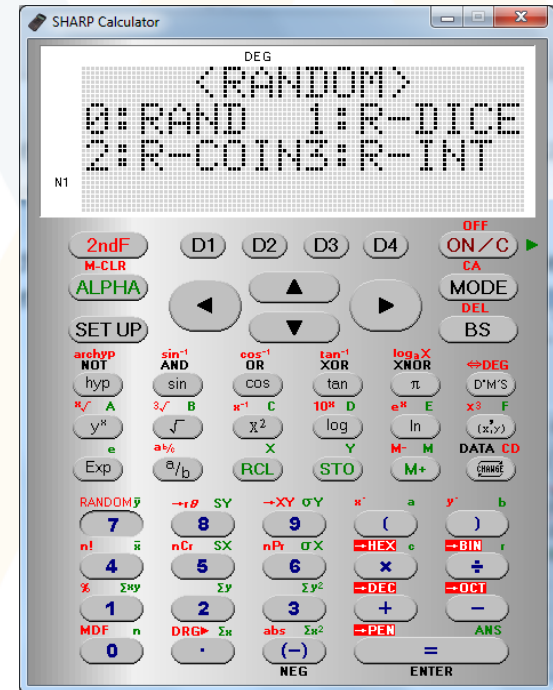 SHARP Calculator
DEG
<RANDOM>
0:RAND 1:R-DICE
2:R-COIN3:R-INT
N1
OFF
2ndF D1 D2 D3 D4 ON/C
M-CLR CA
ALPHA MODE
DEL
SET UP BS
archyp sin⁻¹ cos⁻¹ tan⁻¹ logₐX
NOT AND OR XOR XNOR ⇔DEG
hyp sin cos tan π D°M'S
ˣ√ A ³√ B x⁻¹ C 10ˣ D eˣ E x³ F
yˣ √ X² log ln (x,y)
e aᵇ/c X Y M- M DATA CD
Exp a/b RCL STO M+ CHANGE
RANDOM ȳ →rθ SY →XY σY x´ a y´ b
7 8 9 ( )
n! x̄ nCr SX nPr σX →HEX c →BIN r
4 5 6 × ÷
% Σxy Σy Σy² →DEC →OCT
1 2 3 + −
MDF n DRG▶ Σx abs Σx² →PEN ANS
0 · (−) =
NEG ENTER